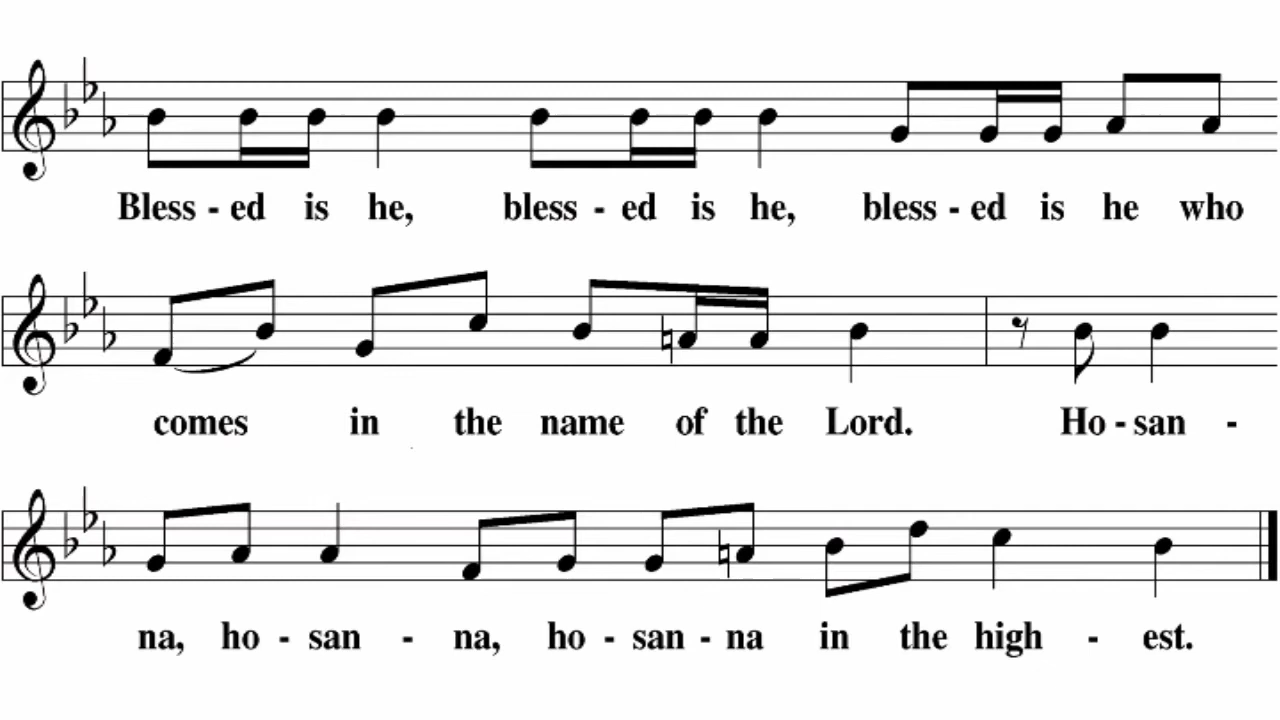 Bless - ed is he, bless - ed is he, bless - ed is he who
comes in the name of the Lord. Ho - san -
na, ho - san - na, ho - san - na in the high - est.